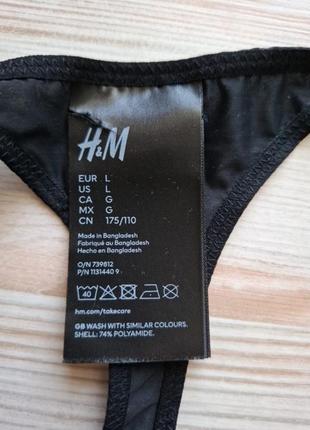 H&M
EUR L
US L
CA G
MX G
CN 175/110
Made in Bangladesh
Fabriqué au Bangladesh
Hecho en Bangladesh
O/N 739812
P/N 1131440 9
40
hm.com/takecare
GB WASH WITH SIMILAR COLOURS.
SHELL: 74% POLYAMIDE.